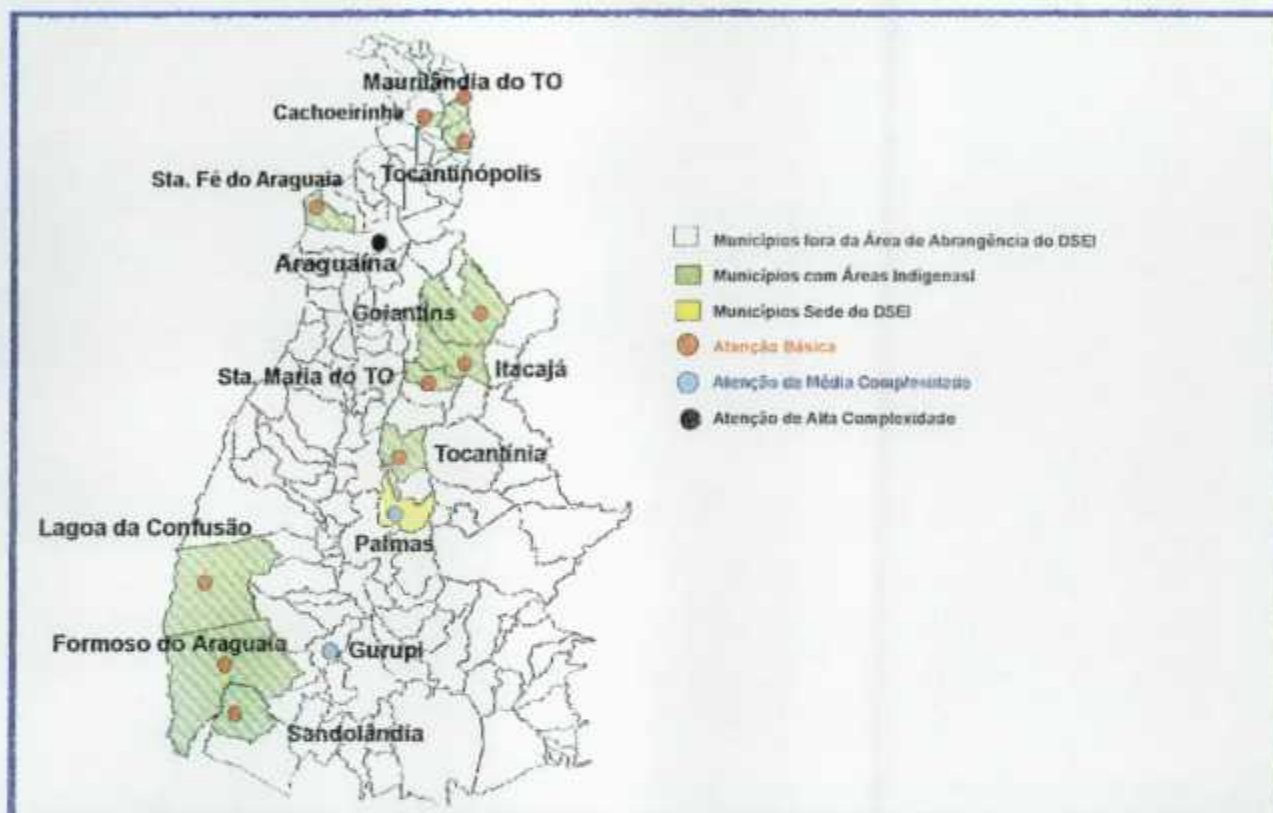 Maurilândia do TO
Cachoeirinha
Tocantinópolis
Sta. Fé do Araguaia
Araguaína
Goiantins
Itacajá
Sta. Maria do TO
Tocantínia
Lagoa da Confusão
Palmas
Formoso do Araguaia
Gurupi
Sandolândia
Municípios fora da Área de Abrangência do DSEI
Municípios com Áreas IndígenasI
Municípios Sede do DSEI
Atenção Básica
Atenção de Média Complexidade
Atenção de Alta Complexidade